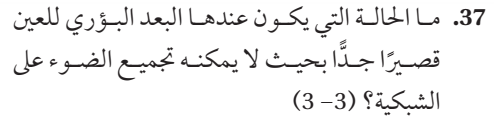 37. ما الحالة التي يكون عندها البعد البؤري للعين
قصيرًا جدًّا بحيث لا يمكنه تجميع الضوء على
الشبكية؟ (3- 3)